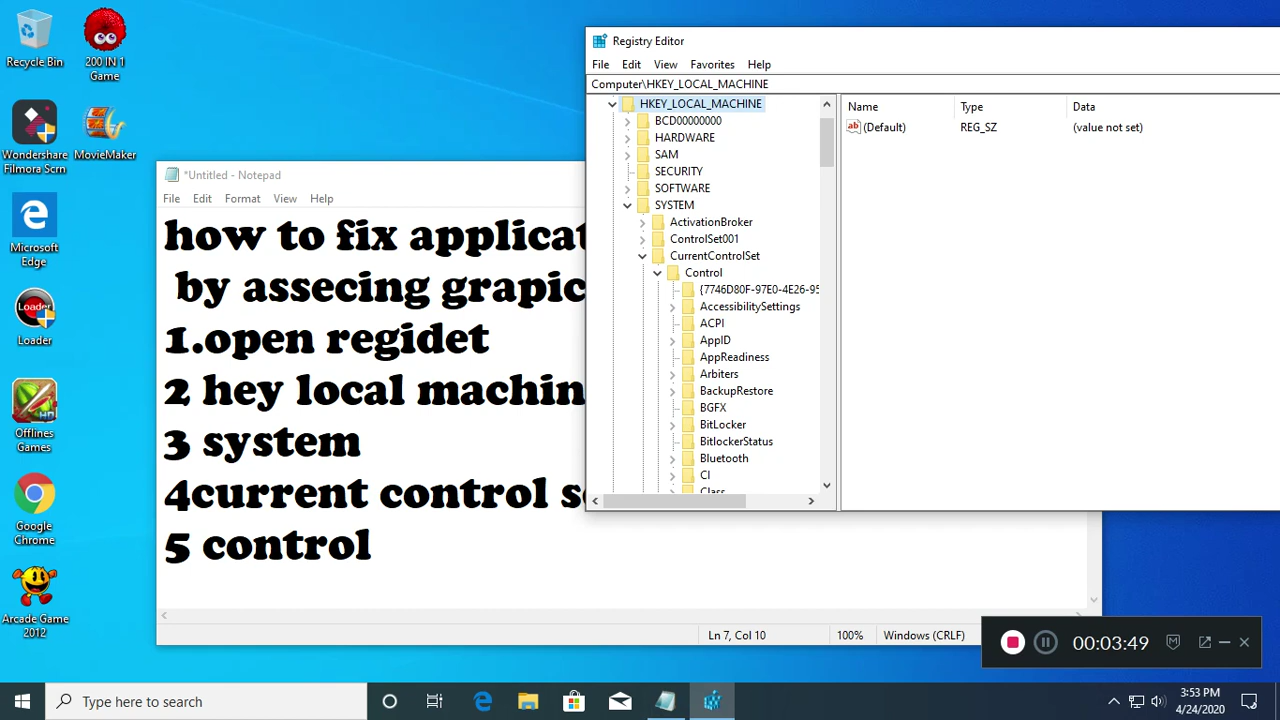 Recycle Bin
200 IN 1
Game
Wondershare
Filmora Scrn
MovieMaker
Microsoft
Edge
Loader
Loader
HD
Offlines
Games
Google
Chrome
Arcade Game
2012
*Untitled - Notepad
File Edit Format View Help
how to fix applicat
by assecing grapic
1.open regidet
2 hey local machin
3 system
4current control s
5 control
Ln 7, Col 10 100% Windows (CRLF)
Registry Editor
File Edit View Favorites Help
Computer\HKEY_LOCAL_MACHINE
HKEY_LOCAL_MACHINE
BCD00000000
HARDWARE
SAM
SECURITY
SOFTWARE
SYSTEM
ActivationBroker
ControlSet001
CurrentControlSet
Control
{7746D80F-97E0-4E26-95
AccessibilitySettings
ACPI
AppID
AppReadiness
Arbiters
BackupRestore
BGFX
BitLocker
BitlockerStatus
Bluetooth
CI
Class
Name Type Data
ab (Default) REG_SZ (value not set)
00:03:49
Type here to search
3:53 PM
4/24/2020